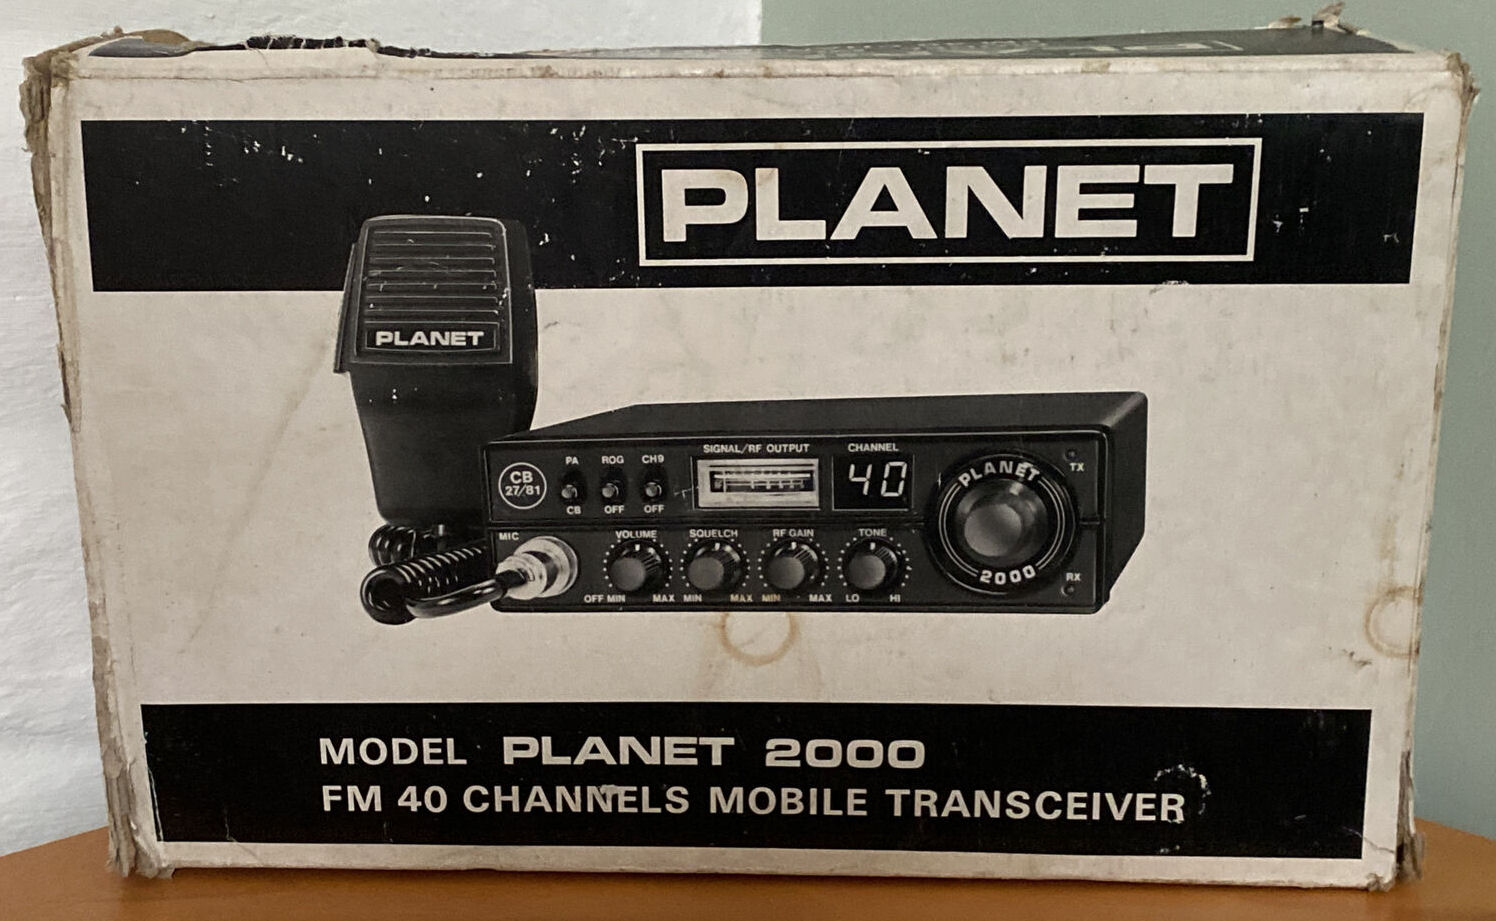 PLANET
PLANET
SIGNAL/RF OUTPUT
CHANNEL
PA
ROG
CH9
CB
27/81
40
PLANET
TX
CB
OFF
OFF
MIC
VOLUME
SQUELCH
RF GAIN
TONE
2000
RX
OFF MIN
MAX
MIN
MAX
MIN
MAX
LO
HI
MODEL PLANET 2000
FM 40 CHANNELS MOBILE TRANSCEIVER